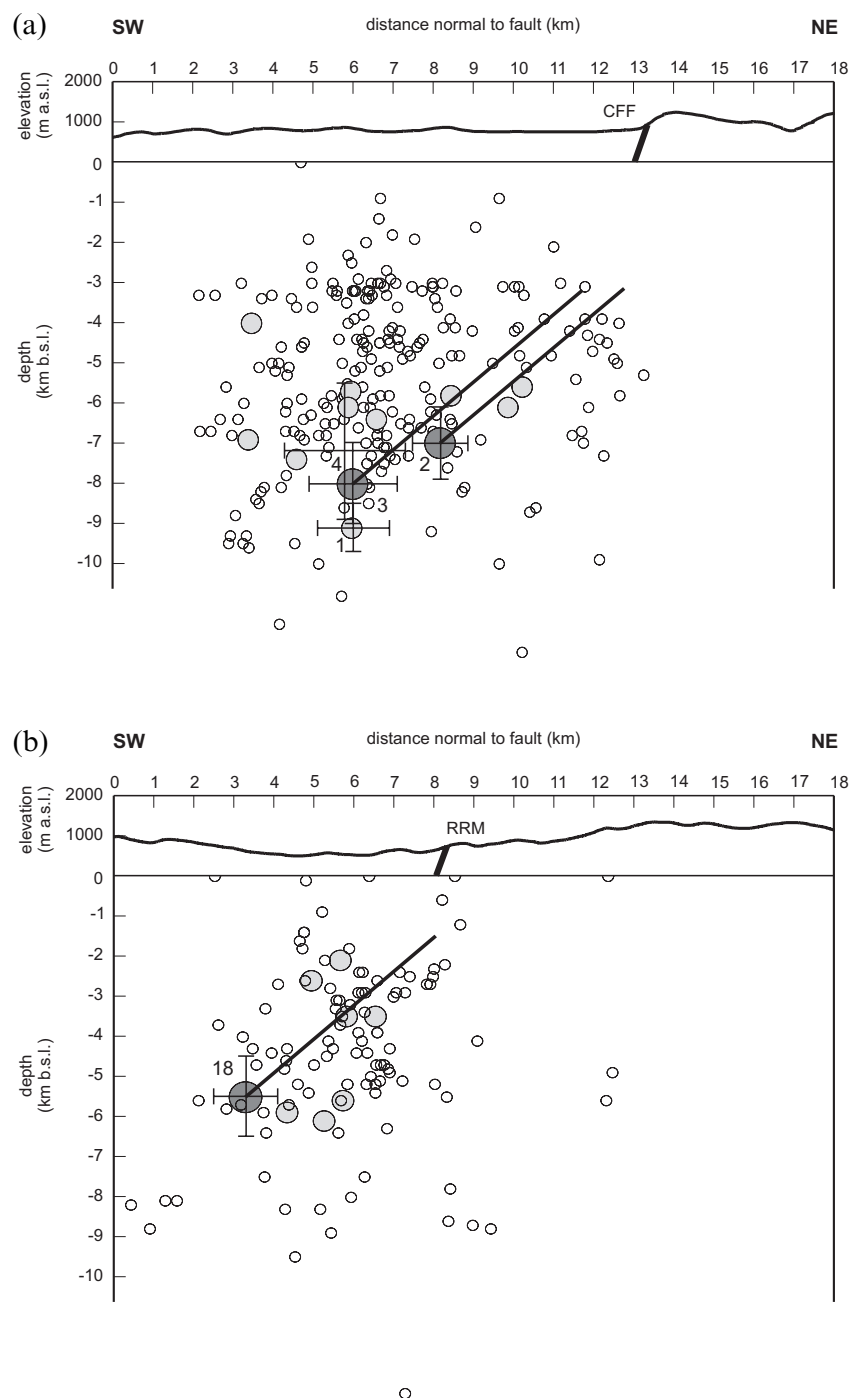 (a)
SW distance normal to fault (km) NE
0 1 2 3 4 5 6 7 8 9 10 11 12 13 14 15 16 17 18
elevation
(m a.s.l.)
2000
1000
0
CFF
depth
(km b.s.l.)
-1
-2
-3
-4
-5
-6
-7
-8
-9
-10
4
2
3
1
(b)
SW distance normal to fault (km) NE
0 1 2 3 4 5 6 7 8 9 10 11 12 13 14 15 16 17 18
elevation
(m a.s.l.)
2000
1000
0
RRM
depth
(km b.s.l.)
-1
-2
-3
-4
-5
-6
-7
-8
-9
-10
18